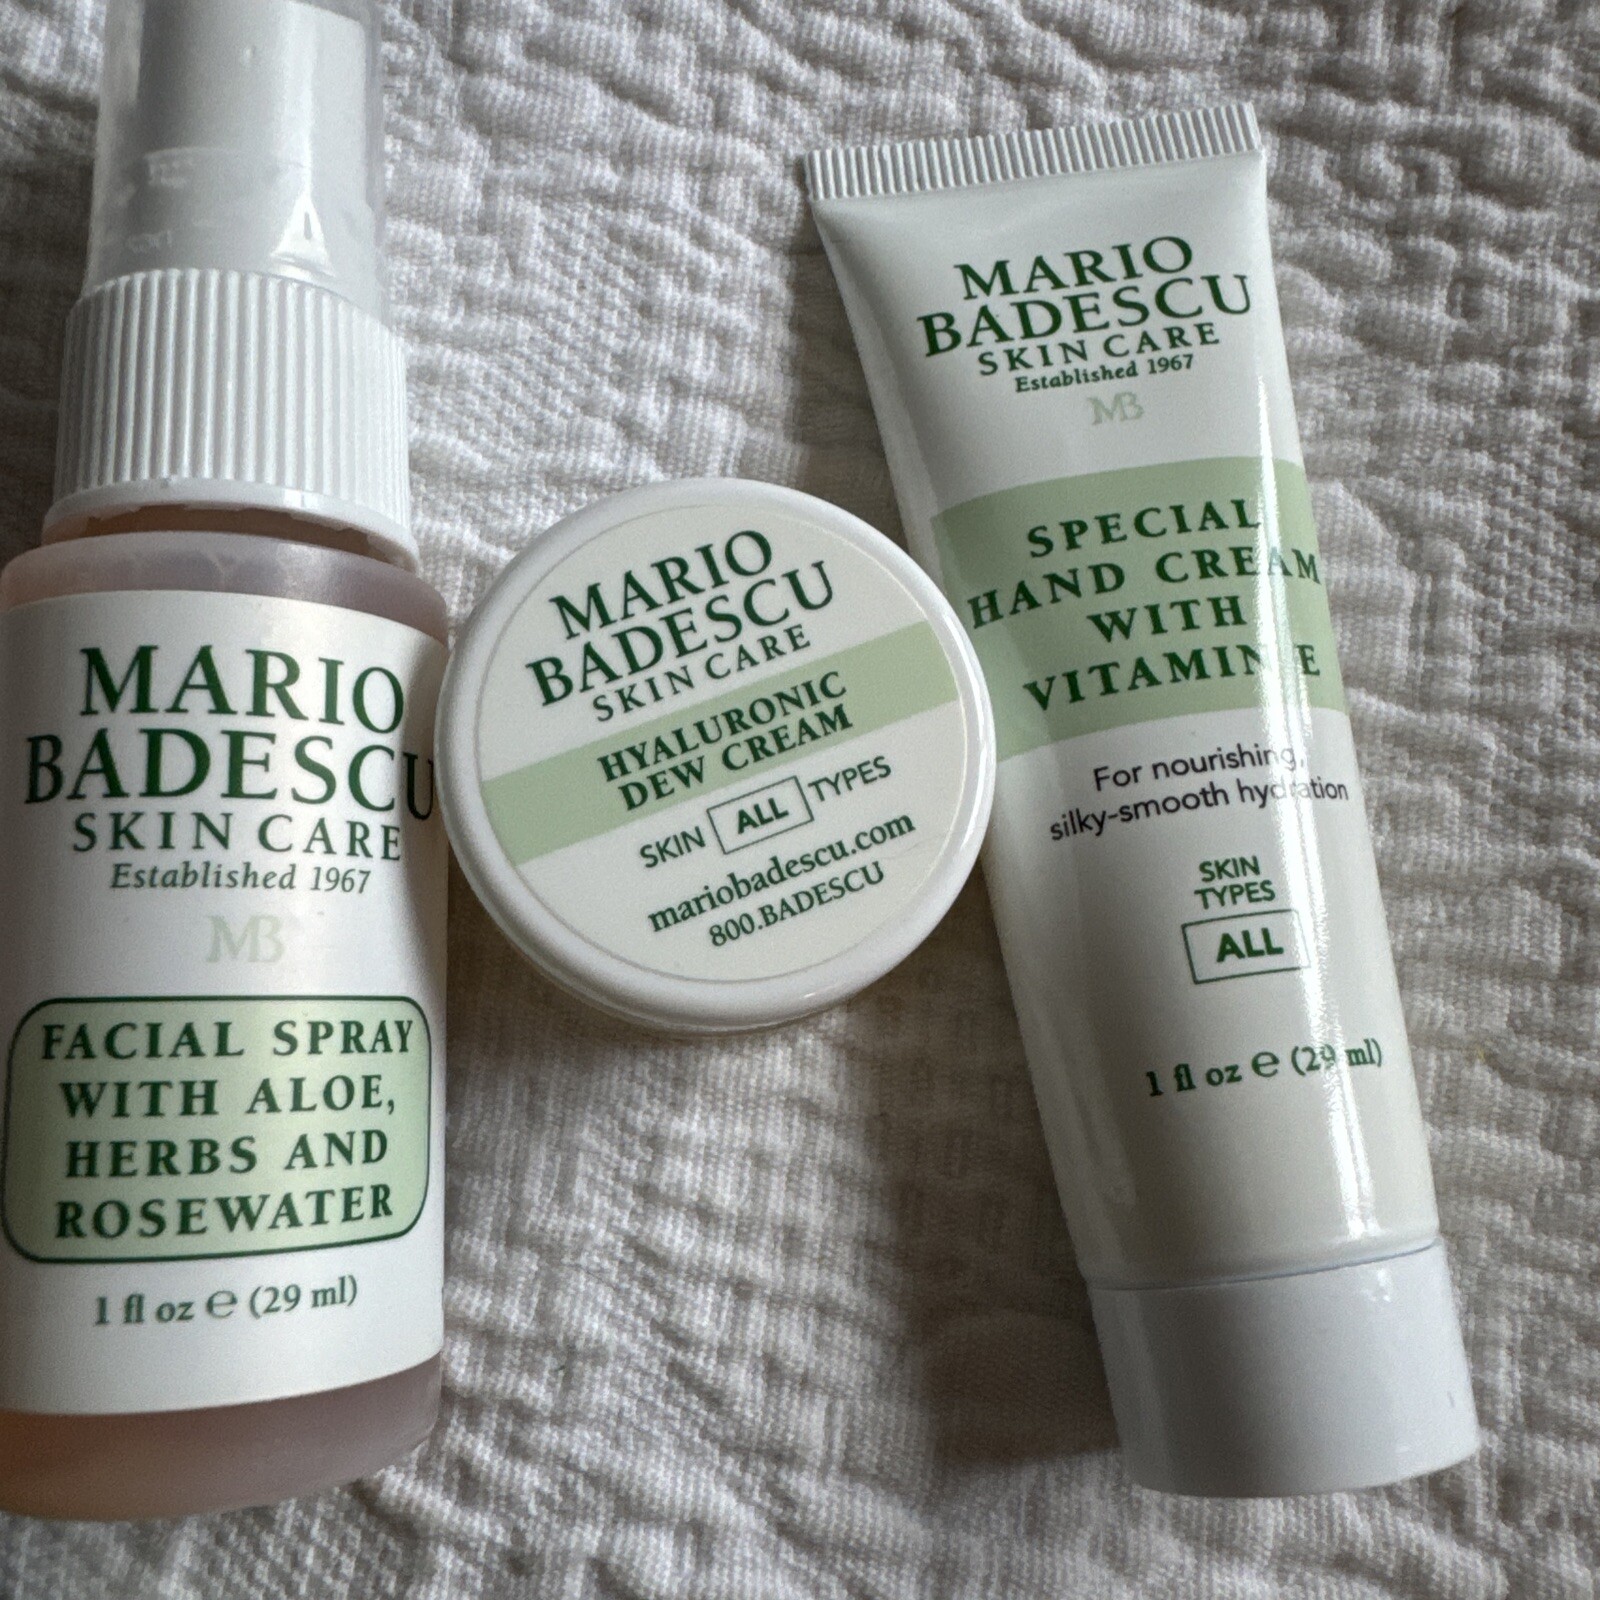 MARIO
BADESCU
SKIN CARE
Established 1967
MB
FACIAL SPRAY
WITH ALOE,
HERBS AND
ROSEWATER
1 fl oz ℮ (29 ml)
MARIO
BADESCU
SKIN CARE
HYALURONIC
DEW CREAM
SKIN ALL TYPES
mariobadescu.com
800.BADESCU
MARIO
BADESCU
SKIN CARE
Established 1967
MB
SPECIAL
HAND CREAM
WITH
VITAMIN E
For nourishing,
silky-smooth hydration
SKIN
TYPES
ALL
1 fl oz ℮ (29 ml)